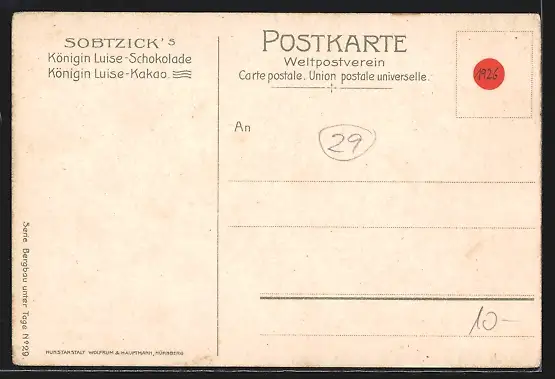 SOBTZICK's
Königin Luise-Schokolade
Königin Luise-Kakao.
POSTKARTE
Weltpostverein
Carte postale. Union postale universelle.
1926
An
29
10-
Serie Bergbau unter Tage No 29
KUNSTANSTALT WOLFRUM & HAUPTMANN, NÜRNBERG